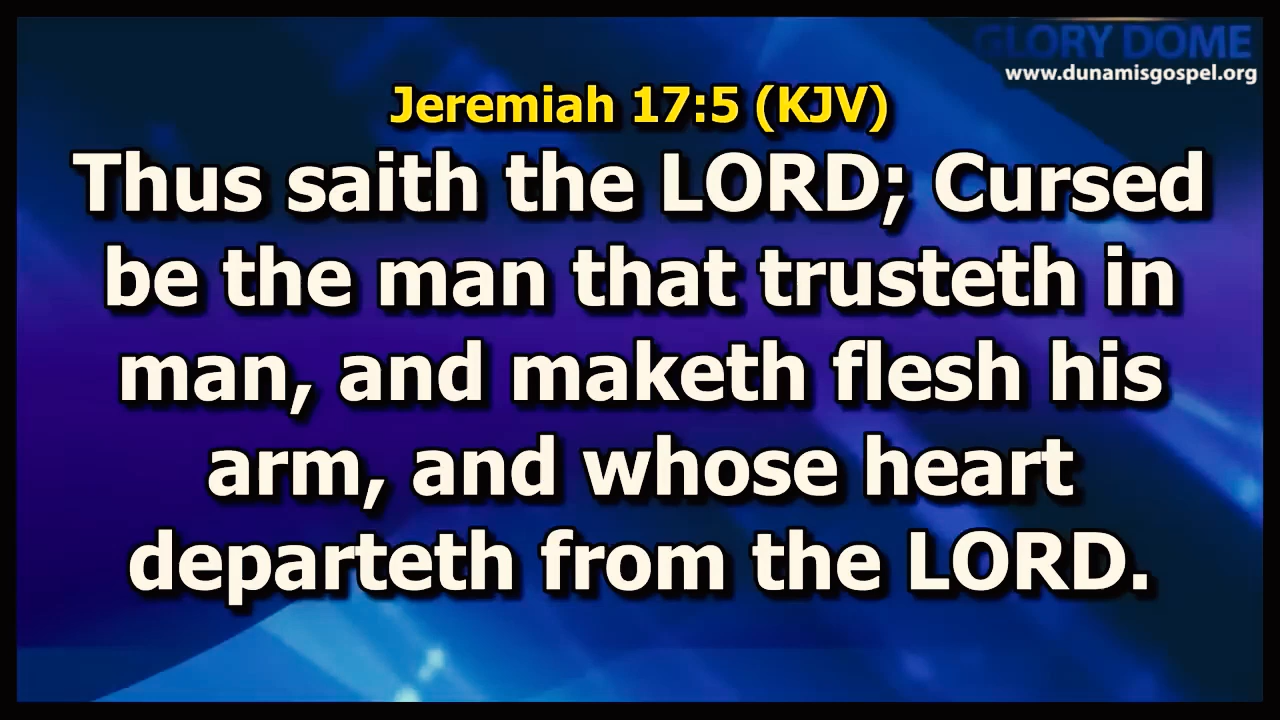 GLORY DOME
www.dunamisgospel.org
Jeremiah 17:5 (KJV)
Thus saith the LORD; Cursed
be the man that trusteth in
man, and maketh flesh his
arm, and whose heart
departeth from the LORD.